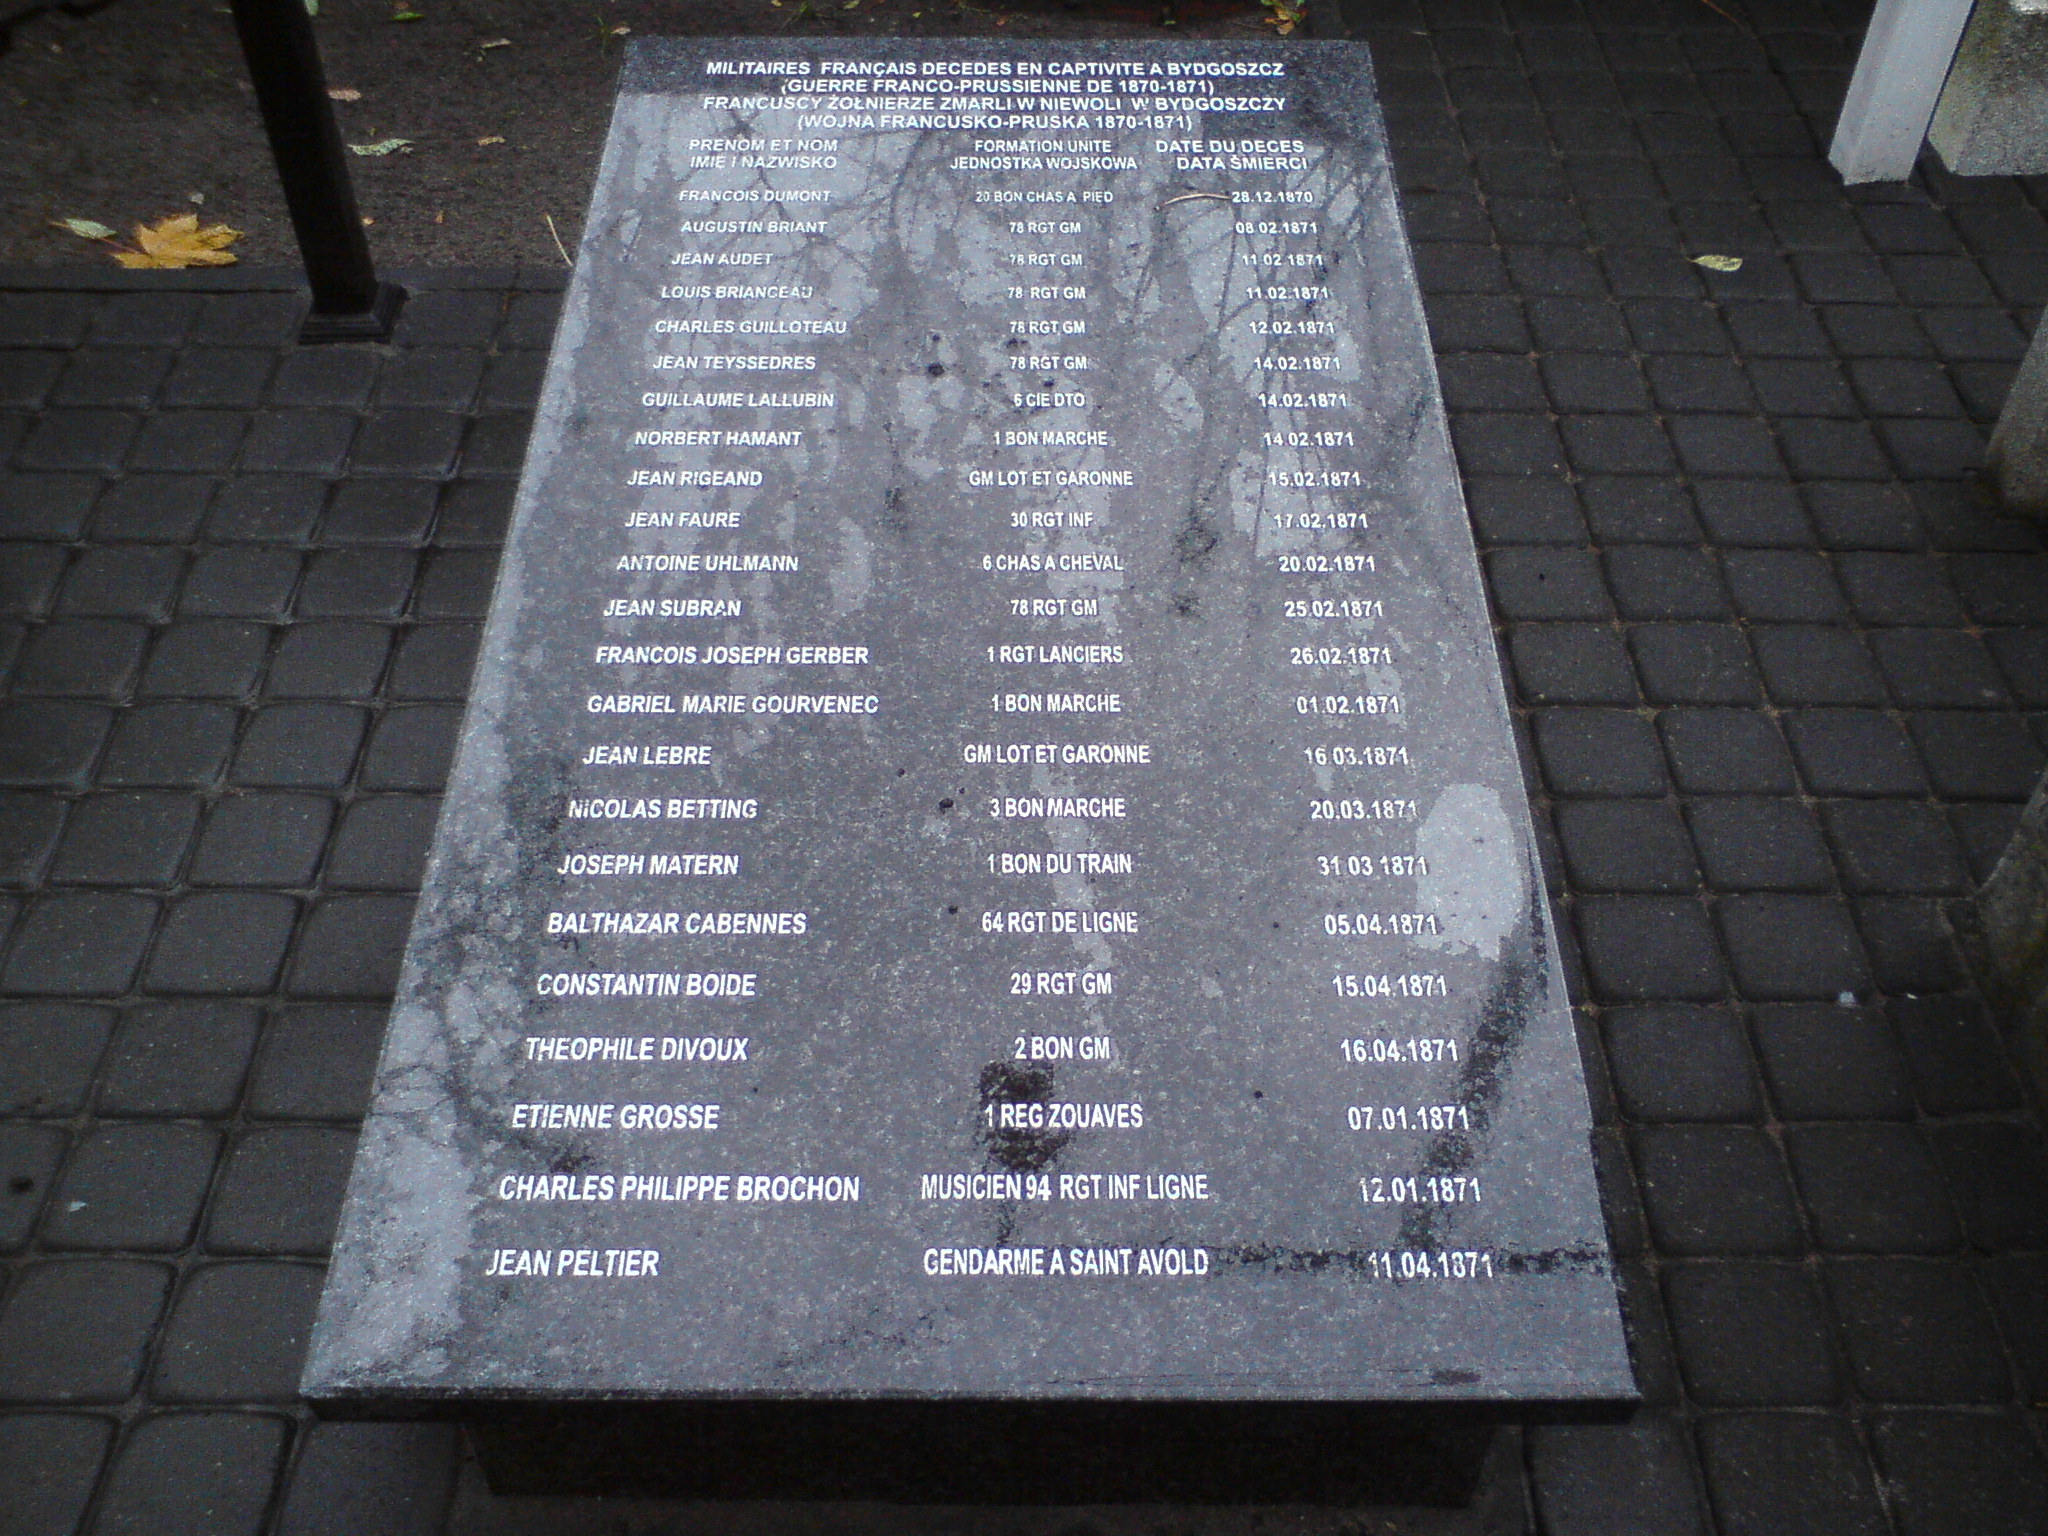 MILITAIRES FRANÇAIS DECEDES EN CAPTIVITE A BYDGOSZCZ
(GUERRE FRANCO-PRUSSIENNE DE 1870-1871)
FRANCUSCY ŻOŁNIERZE ZMARLI W NIEWOLI W BYDGOSZCZY
(WOJNA FRANCUSKO-PRUSKA 1870-1871)
PRENOM ET NOM FORMATION UNITE DATE DU DECES
IMIE I NAZWISKO JEDNOSTKA WOJSKOWA DATA ŚMIERCI
FRANCOIS DUMONT 20 BON CHAS A PIED 28.12.1870
AUGUSTIN BRIANT 78 RGT GM 08.02.1871
JEAN AUDET 78 RGT GM 11.02.1871
LOUIS BRIANCEAU 78 RGT GM 11.02.1871
CHARLES GUILLOTEAU 78 RGT GM 12.02.1871
JEAN TEYSSEDRES 78 RGT GM 14.02.1871
GUILLAUME LALLUBIN 6 CIE DTO 14.02.1871
NORBERT HAMANT 1 BON MARCHE 14.02.1871
JEAN RIGEAND GM LOT ET GARONNE 15.02.1871
JEAN FAURE 30 RGT INF 17.02.1871
ANTOINE UHLMANN 6 CHAS A CHEVAL 20.02.1871
JEAN SUBRAN 78 RGT GM 25.02.1871
FRANCOIS JOSEPH GERBER 1 RGT LANCIERS 26.02.1871
GABRIEL MARIE GOURVENEC 1 BON MARCHE 01.02.1871
JEAN LEBRE GM LOT ET GARONNE 16.03.1871
NICOLAS BETTING 3 BON MARCHE 20.03.1871
JOSEPH MATERN 1 BON DU TRAIN 31 03 1871
BALTHAZAR CABENNES 64 RGT DE LIGNE 05.04.1871
CONSTANTIN BOIDE 29 RGT GM 15.04.1871
THEOPHILE DIVOUX 2 BON GM 16.04.1871
ETIENNE GROSSE 1 REG ZOUAVES 07.01.1871
CHARLES PHILIPPE BROCHON MUSICIEN 94 RGT INF LIGNE 12.01.1871
JEAN PELTIER GENDARME A SAINT AVOLD 11.04.1871